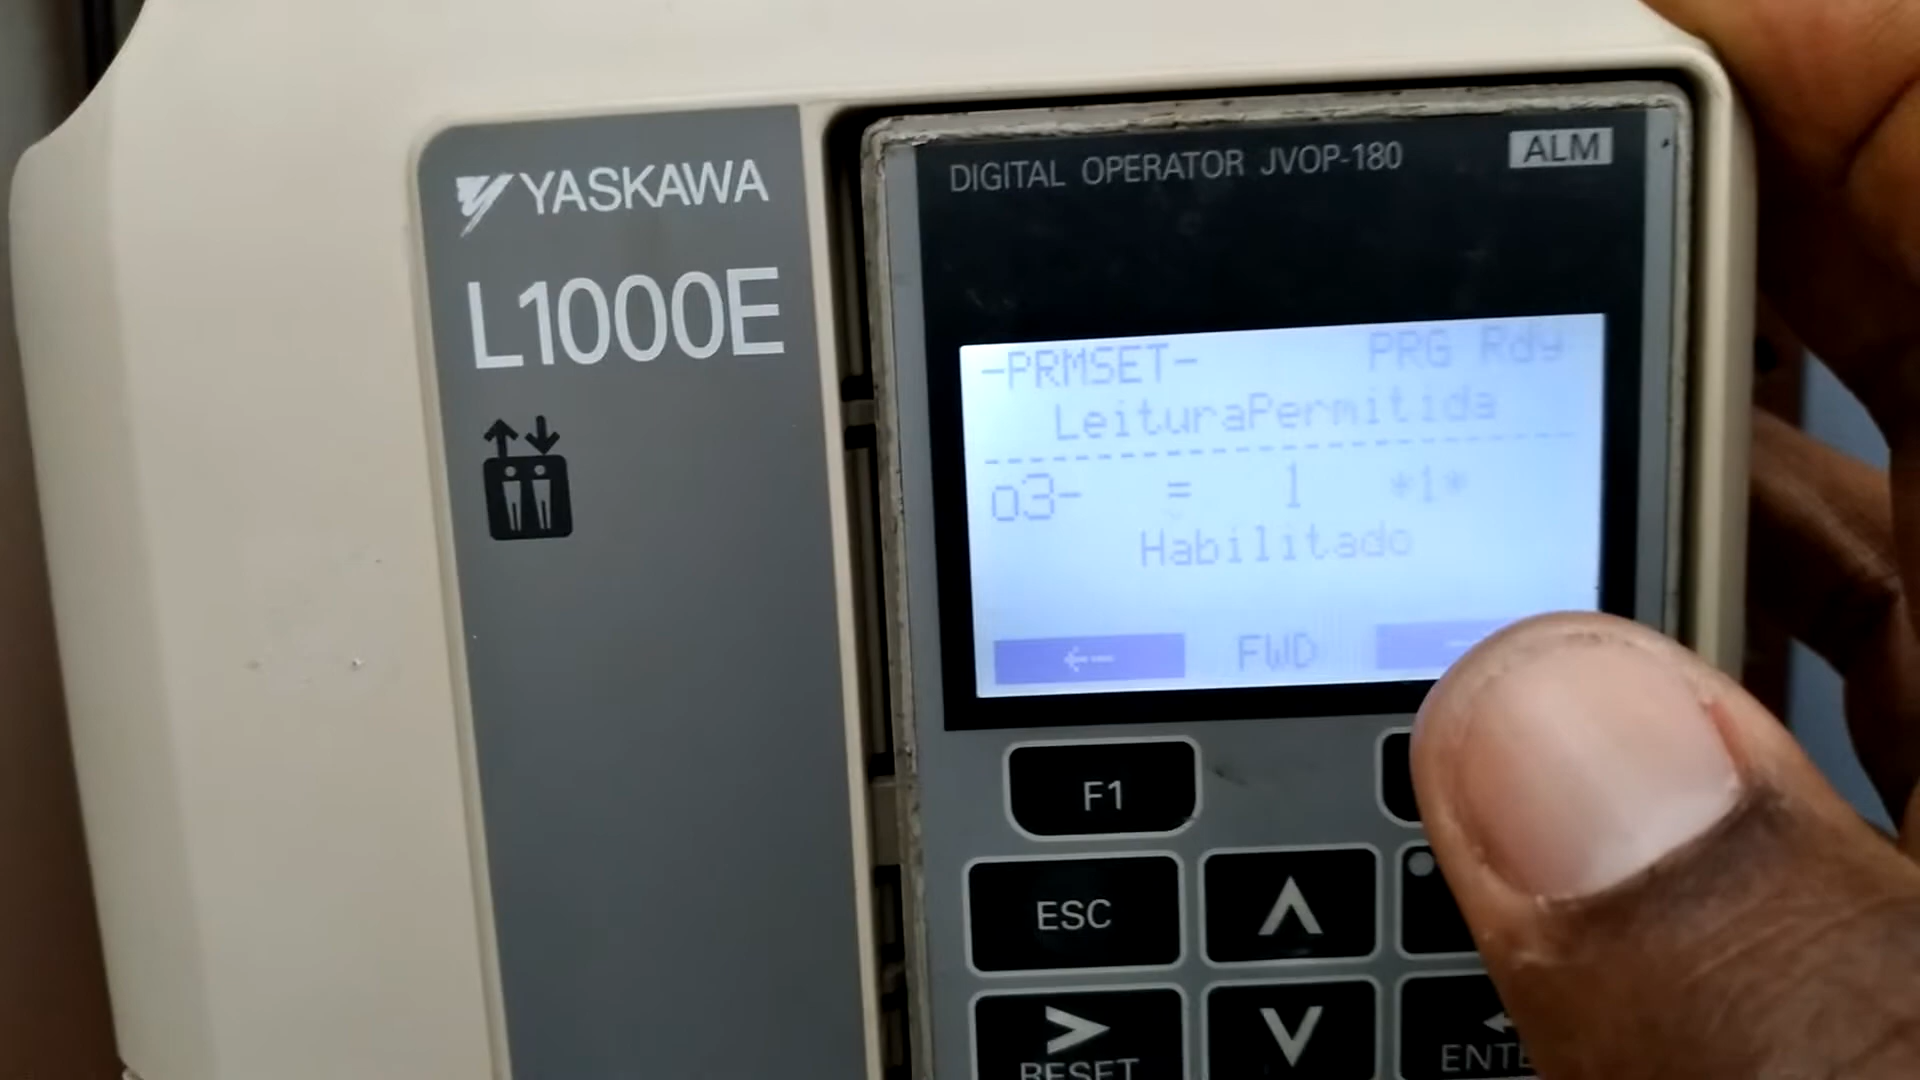 YASKAWA
L1000E
DIGITAL OPERATOR JVOP-180
ALM
-PRMSET- PRG Rdy
LeituraPermitida
o3- = 1 *1*
Habilitado
← FWD
F1
ESC
∧
>
RESET
∨